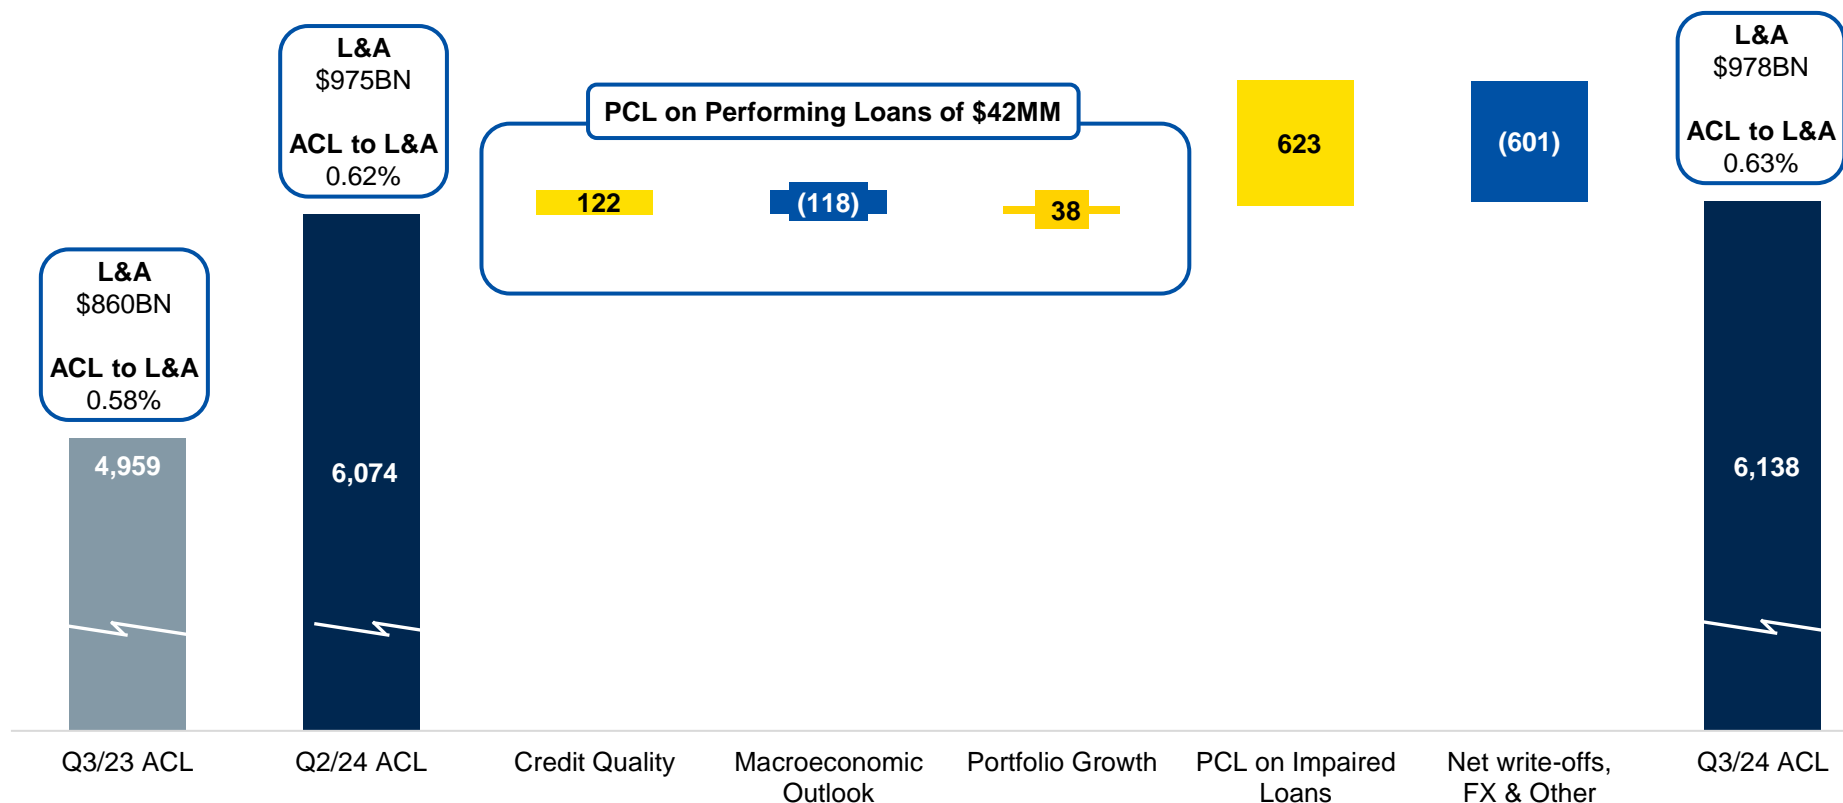 L&A
$860BN
ACL to L&A
0.58%
4,959
L&A
$975BN
ACL to L&A
0.62%
6,074
PCL on Performing Loans of $42MM
122
(118)
38
623
(601)
L&A
$978BN
ACL to L&A
0.63%
6,138
Q3/23 ACL
Q2/24 ACL
Credit Quality
Macroeconomic
Outlook
Portfolio Growth
PCL on Impaired
Loans
Net write-offs,
FX & Other
Q3/24 ACL